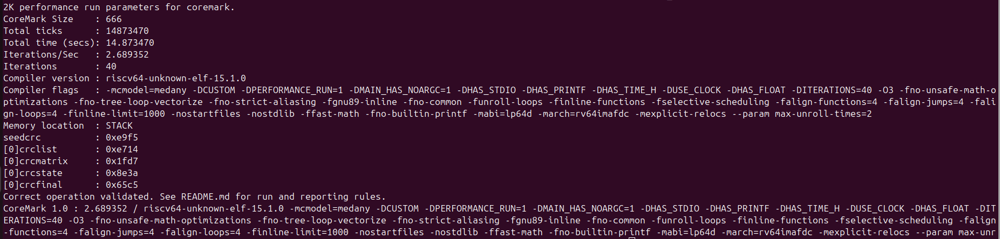 2K performance run parameters for coremark.
CoreMark Size    : 666
Total ticks      : 14873470
Total time (secs): 14.873470
Iterations/Sec   : 2.689352
Iterations       : 40
Compiler version : riscv64-unknown-elf-15.1.0
Compiler flags   : -mcmodel=medany -DCUSTOM -DPERFORMANCE_RUN=1 -DMAIN_HAS_NOARGC=1 -DHAS_STDIO -DHAS_PRINTF -DHAS_TIME_H -DUSE_CLOCK -DHAS_FLOAT -DITERATIONS=40 -O3 -fno-unsafe-math-o
ptimizations -fno-tree-loop-vectorize -fno-strict-aliasing -fgnu89-inline -fno-common -funroll-loops -finline-functions -fselective-scheduling -falign-functions=4 -falign-jumps=4 -fali
gn-loops=4 -finline-limit=1000 -nostartfiles -nostdlib -ffast-math -fno-builtin-printf -mabi=lp64d -march=rv64imafdc -mexplicit-relocs --param max-unroll-times=2
Memory location  : STACK
seedcrc          : 0xe9f5
[0]crclist       : 0xe714
[0]crcmatrix     : 0x1fd7
[0]crcstate      : 0x8e3a
[0]crcfinal      : 0x65c5
Correct operation validated. See README.md for run and reporting rules.
CoreMark 1.0 : 2.689352 / riscv64-unknown-elf-15.1.0 -mcmodel=medany -DCUSTOM -DPERFORMANCE_RUN=1 -DMAIN_HAS_NOARGC=1 -DHAS_STDIO -DHAS_PRINTF -DHAS_TIME_H -DUSE_CLOCK -DHAS_FLOAT -DIT
ERATIONS=40 -O3 -fno-unsafe-math-optimizations -fno-tree-loop-vectorize -fno-strict-aliasing -fgnu89-inline -fno-common -funroll-loops -finline-functions -fselective-scheduling -falign
-functions=4 -falign-jumps=4 -falign-loops=4 -finline-limit=1000 -nostartfiles -nostdlib -ffast-math -fno-builtin-printf -mabi=lp64d -march=rv64imafdc -mexplicit-relocs --param max-unr